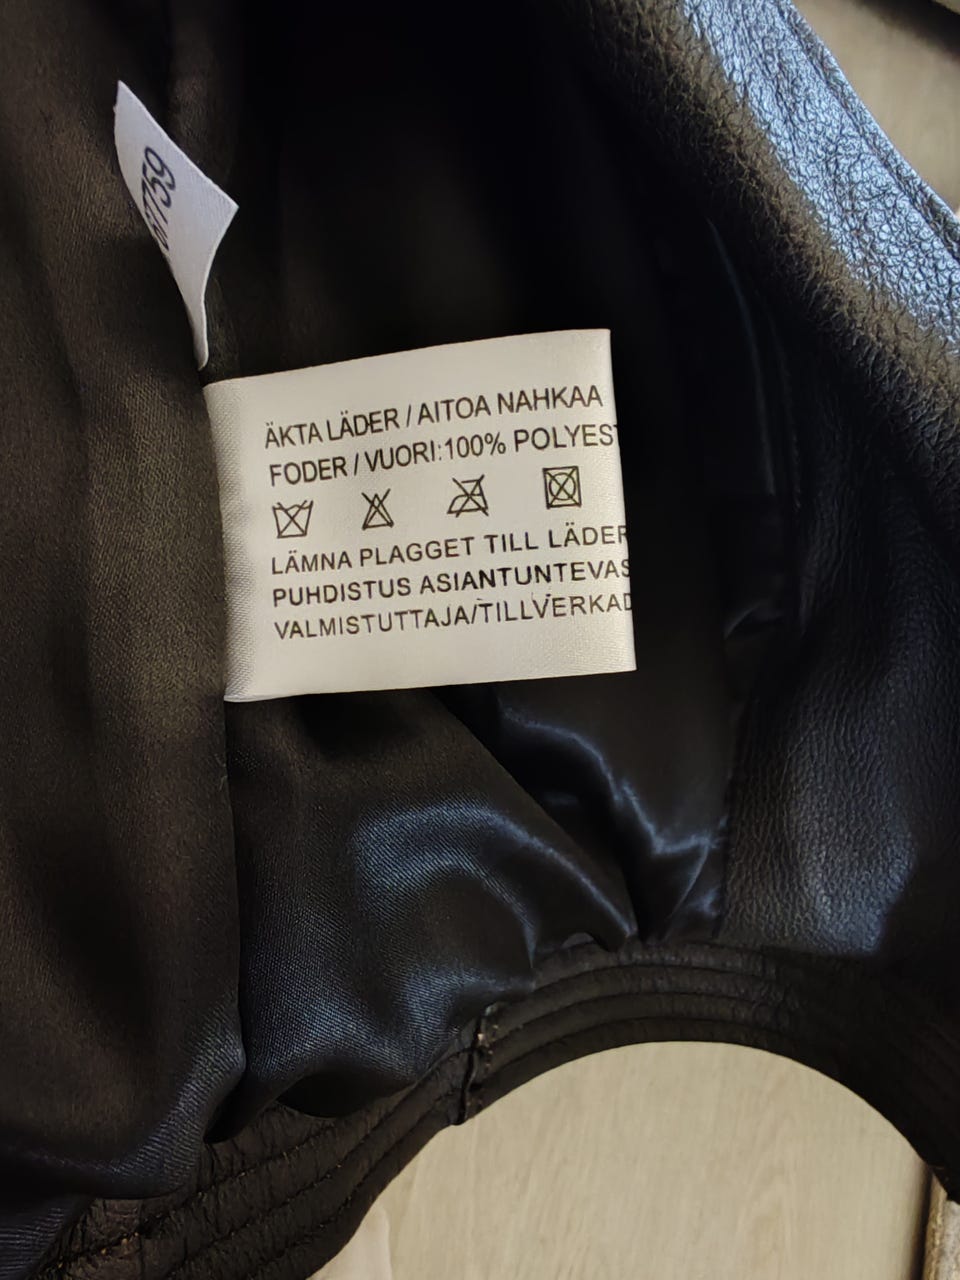 ÄKTA LÄDER / AITOA NAHKAA
FODER / VUORI:100% POLYEST
LÄMNA PLAGGET TILL LÄDER
PUHDISTUS ASIANTUNTEVAS
VALMISTUTTAJA/TILLVERKAD